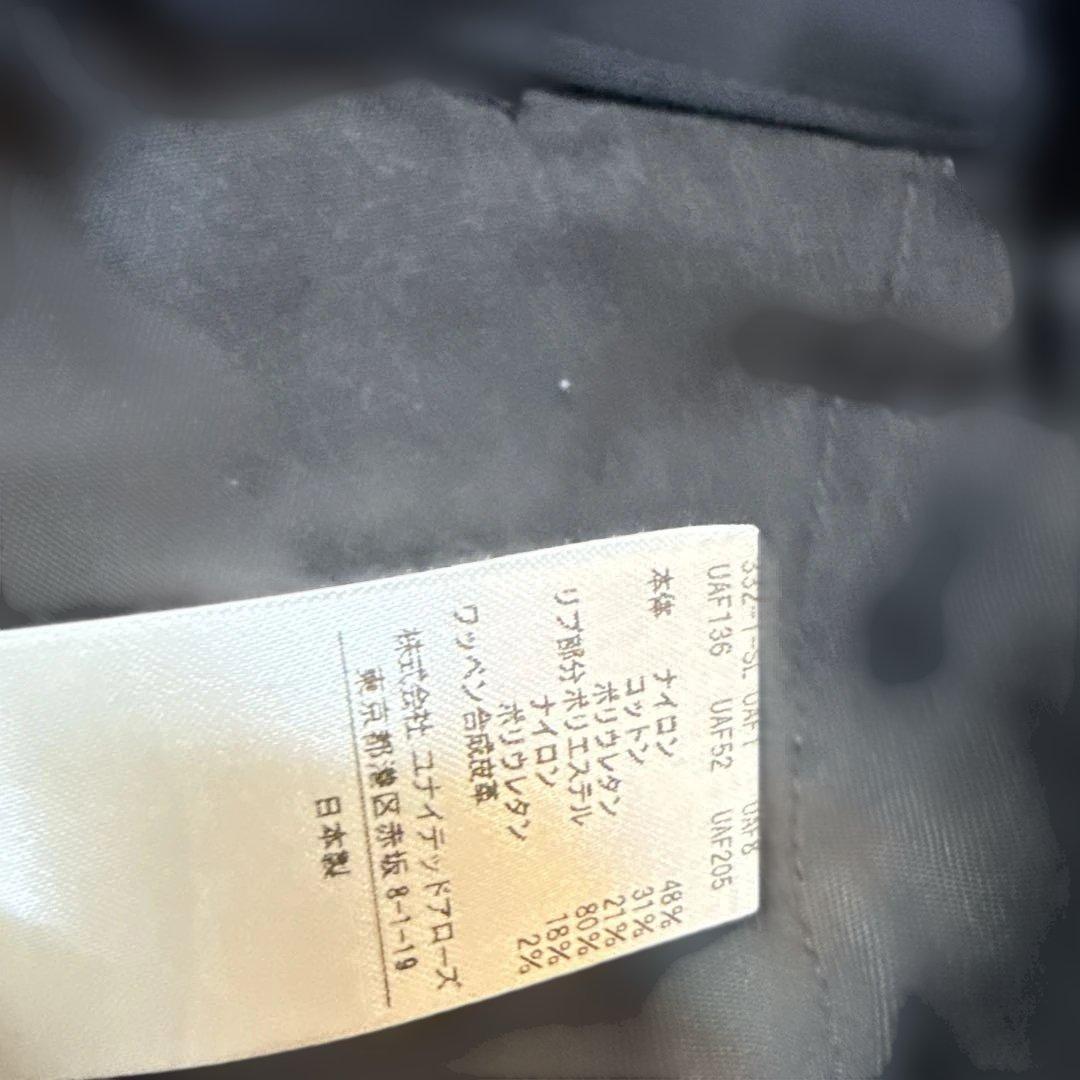 UAF1 UAF8
UAF136 UAF52 UAF205
本体 ナイロン 48%
コットン 31%
ポリウレタン 21%
リブ部分 ポリエステル 80%
ナイロン 18%
ポリウレタン 2%
ワッペン 合成皮革
株式会社 ユナイテッドアローズ
東京都港区赤坂 8-1-19
日本製